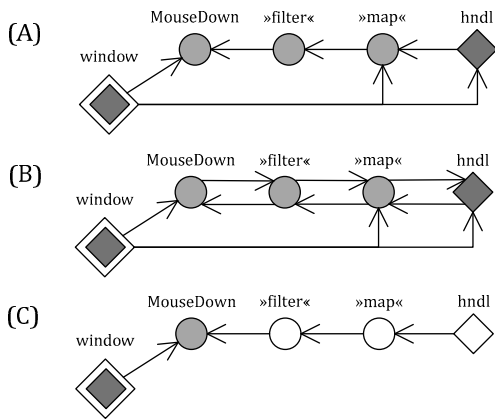 (A)
MouseDown »filter« »map« hndl
window
(B)
MouseDown »filter« »map« hndl
window
(C)
MouseDown »filter« »map« hndl
window